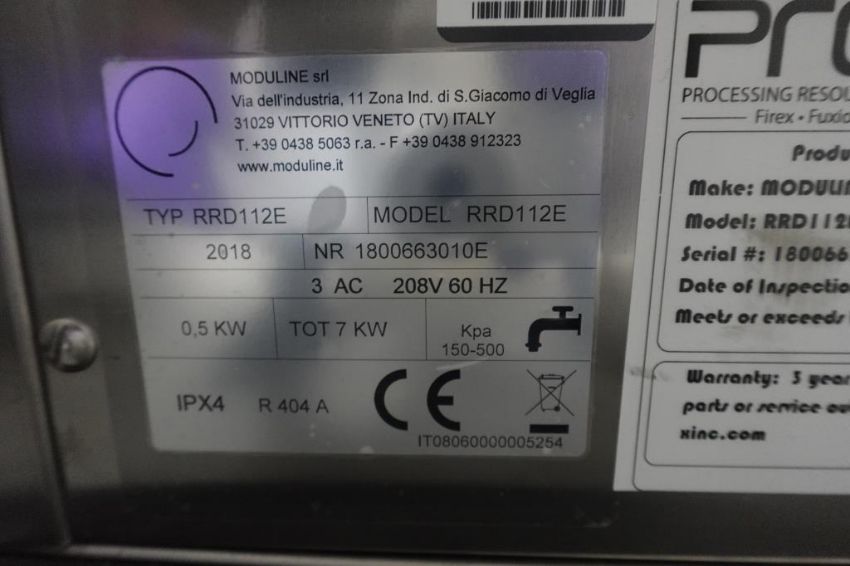 MODULINE srl
Via dell'industria, 11 Zona Ind. di S.Giacomo di Veglia
31029 VITTORIO VENETO (TV) ITALY
T. +39 0438 5063 r.a. - F +39 0438 912323
www.moduline.it
TYP RRD112E
MODEL RRD112E
2018
NR 1800663010E
3 AC 208V 60 HZ
0,5 KW
TOT 7 KW
Kpa
150-500
IPX4
R 404 A
CE
IT08060000005254
PRO
PROCESSING RESOU
Firex • Fuxio
Produ
Make: MODULIN
Model: RRD112
Serial #: 180066
Date of Inspectio
Meets or exceeds
Warranty: 3 year
parts or service ou
xinc.com